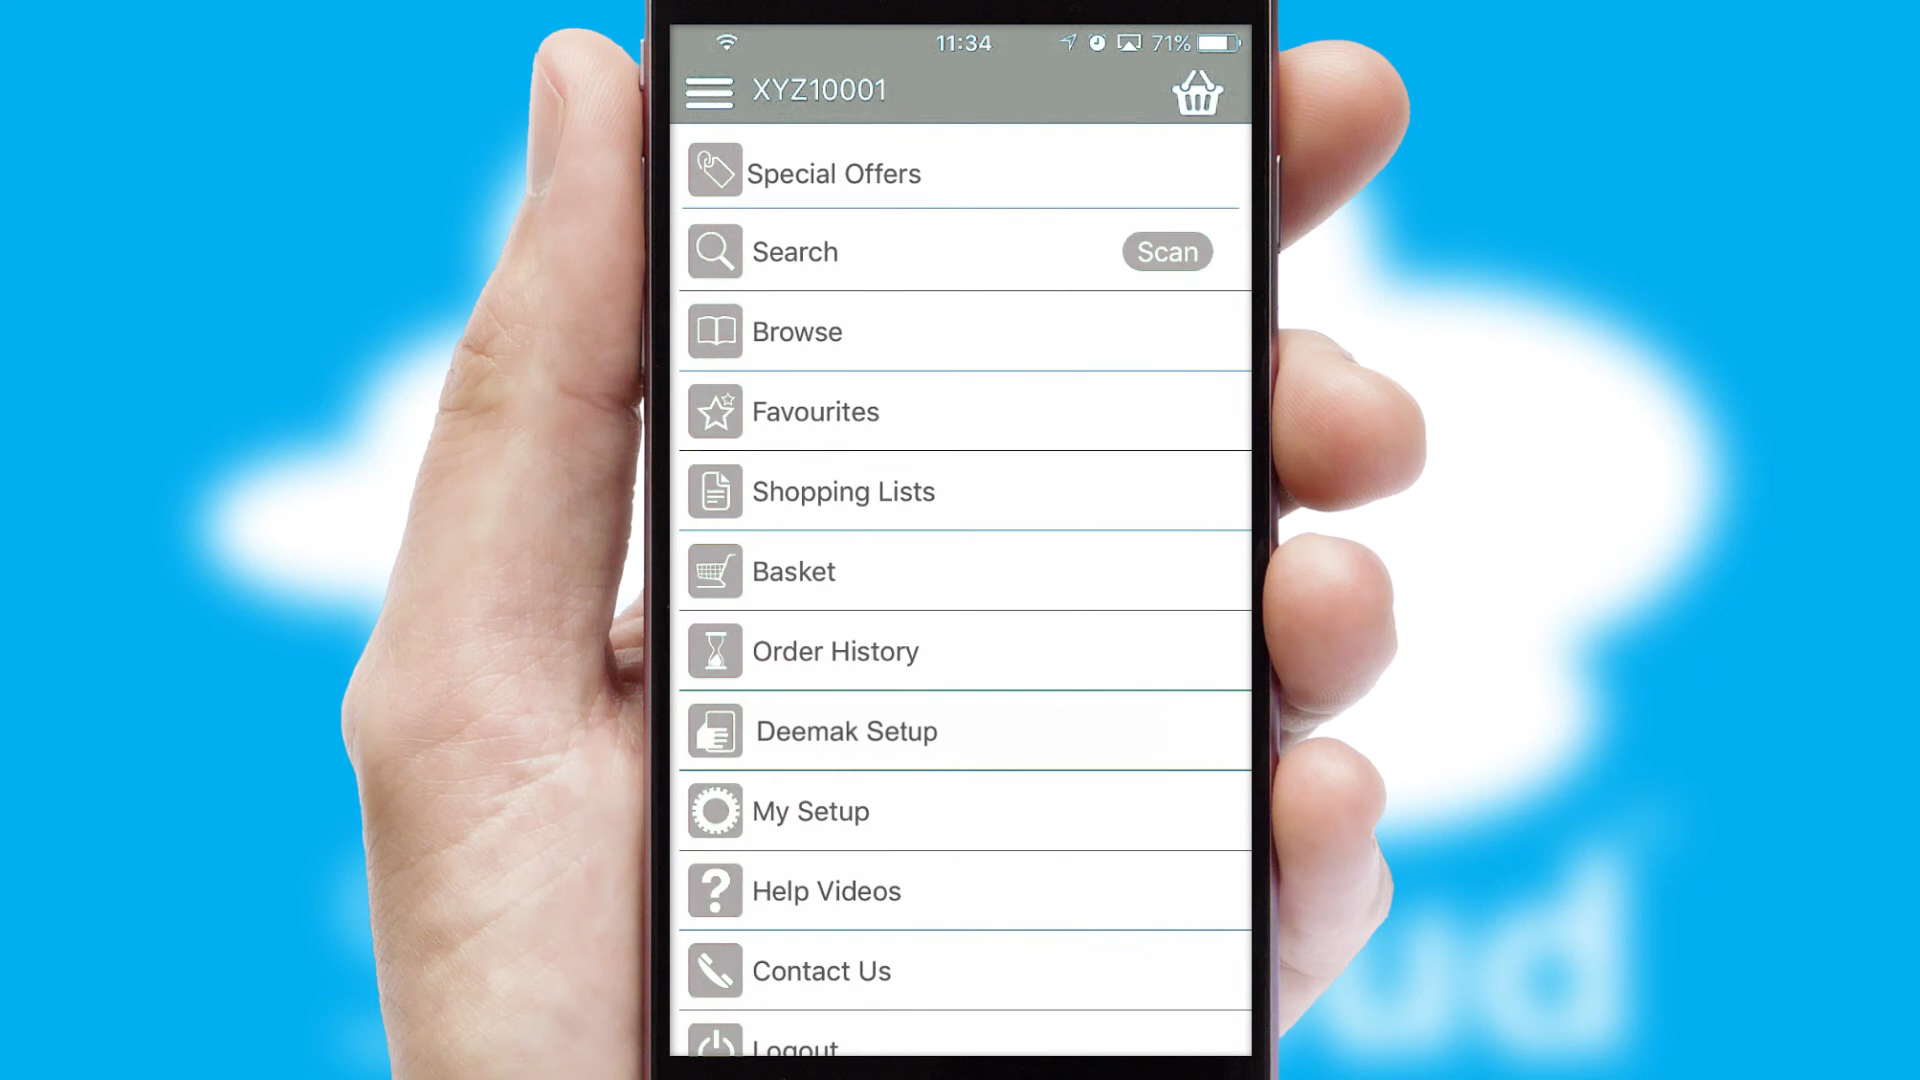 11:34 71%
XYZ10001
Special Offers
Search Scan
Browse
Favourites
Shopping Lists
Basket
Order History
Deemak Setup
My Setup
Help Videos
Contact Us
Logout
ud